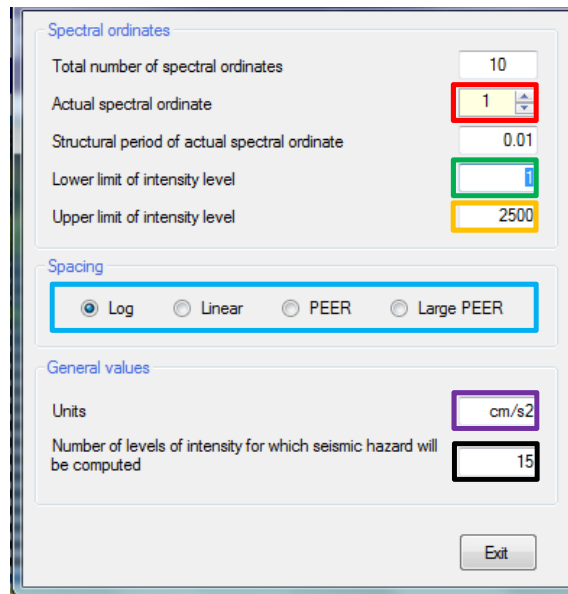 Spectral ordinates
Total number of spectral ordinates 10
Actual spectral ordinate 1
Structural period of actual spectral ordinate 0.01
Lower limit of intensity level 1
Upper limit of intensity level 2500
Spacing
Log Linear PEER Large PEER
General values
Units cm/s2
Number of levels of intensity for which seismic hazard will
be computed 15
Exit